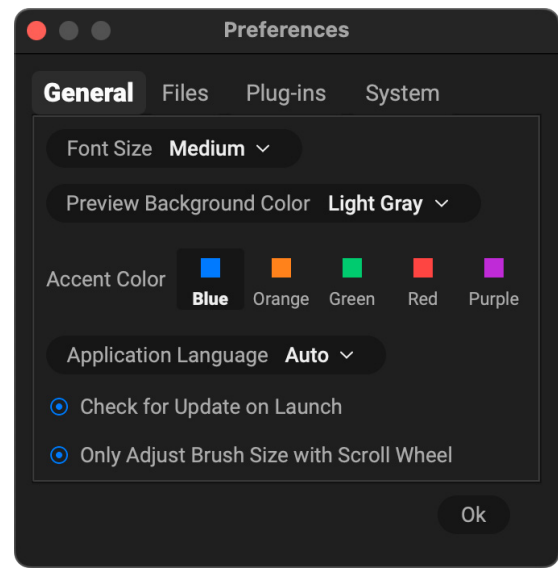 Preferences
General Files Plug-ins System
Font Size Medium
Preview Background Color Light Gray
Accent Color Blue Orange Green Red Purple
Application Language Auto
Check for Update on Launch
Only Adjust Brush Size with Scroll Wheel
Ok